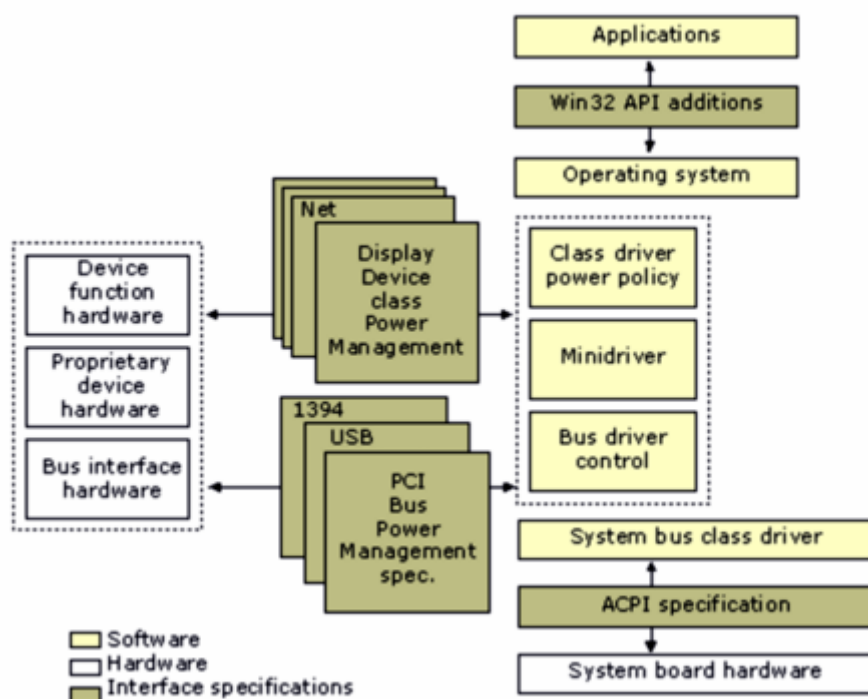 Applications
Win32 API additions
Operating system
Net
Display
Device
class
Power
Management
Device
function
hardware
Proprietary
device
hardware
Bus interface
hardware
Class driver
power policy
Minidriver
Bus driver
control
1394
USB
PCI
Bus
Power
Management
spec.
System bus class driver
ACPI specification
System board hardware
Software
Hardware
Interface specifications